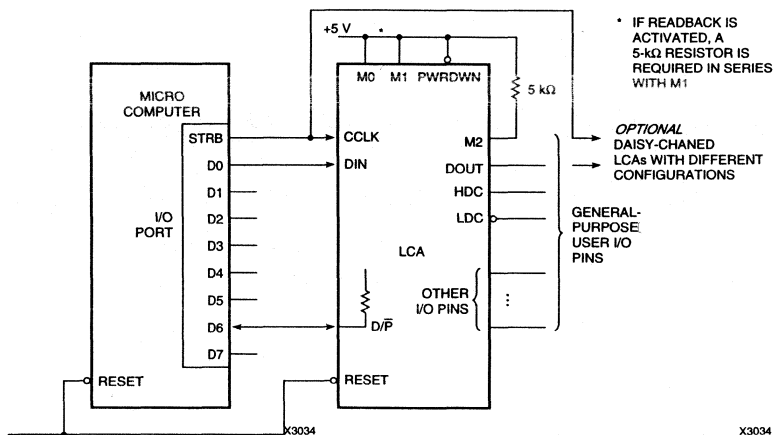 +5 V
*
* IF READBACK IS
ACTIVATED, A
5-kΩ RESISTOR IS
REQUIRED IN SERIES
WITH M1
M0
M1
PWRDWN
5 kΩ
MICRO
COMPUTER
STRB
CCLK
M2
OPTIONAL
DAISY-CHANED
LCAs WITH DIFFERENT
CONFIGURATIONS
D0
DIN
DOUT
D1
HDC
D2
LDC
GENERAL-
PURPOSE
USER I/O
PINS
I/O
PORT
D3
LCA
D4
D5
OTHER
I/O PINS
⋮
D6
D/P̅
D7
RESET
RESET
X3034
X3034